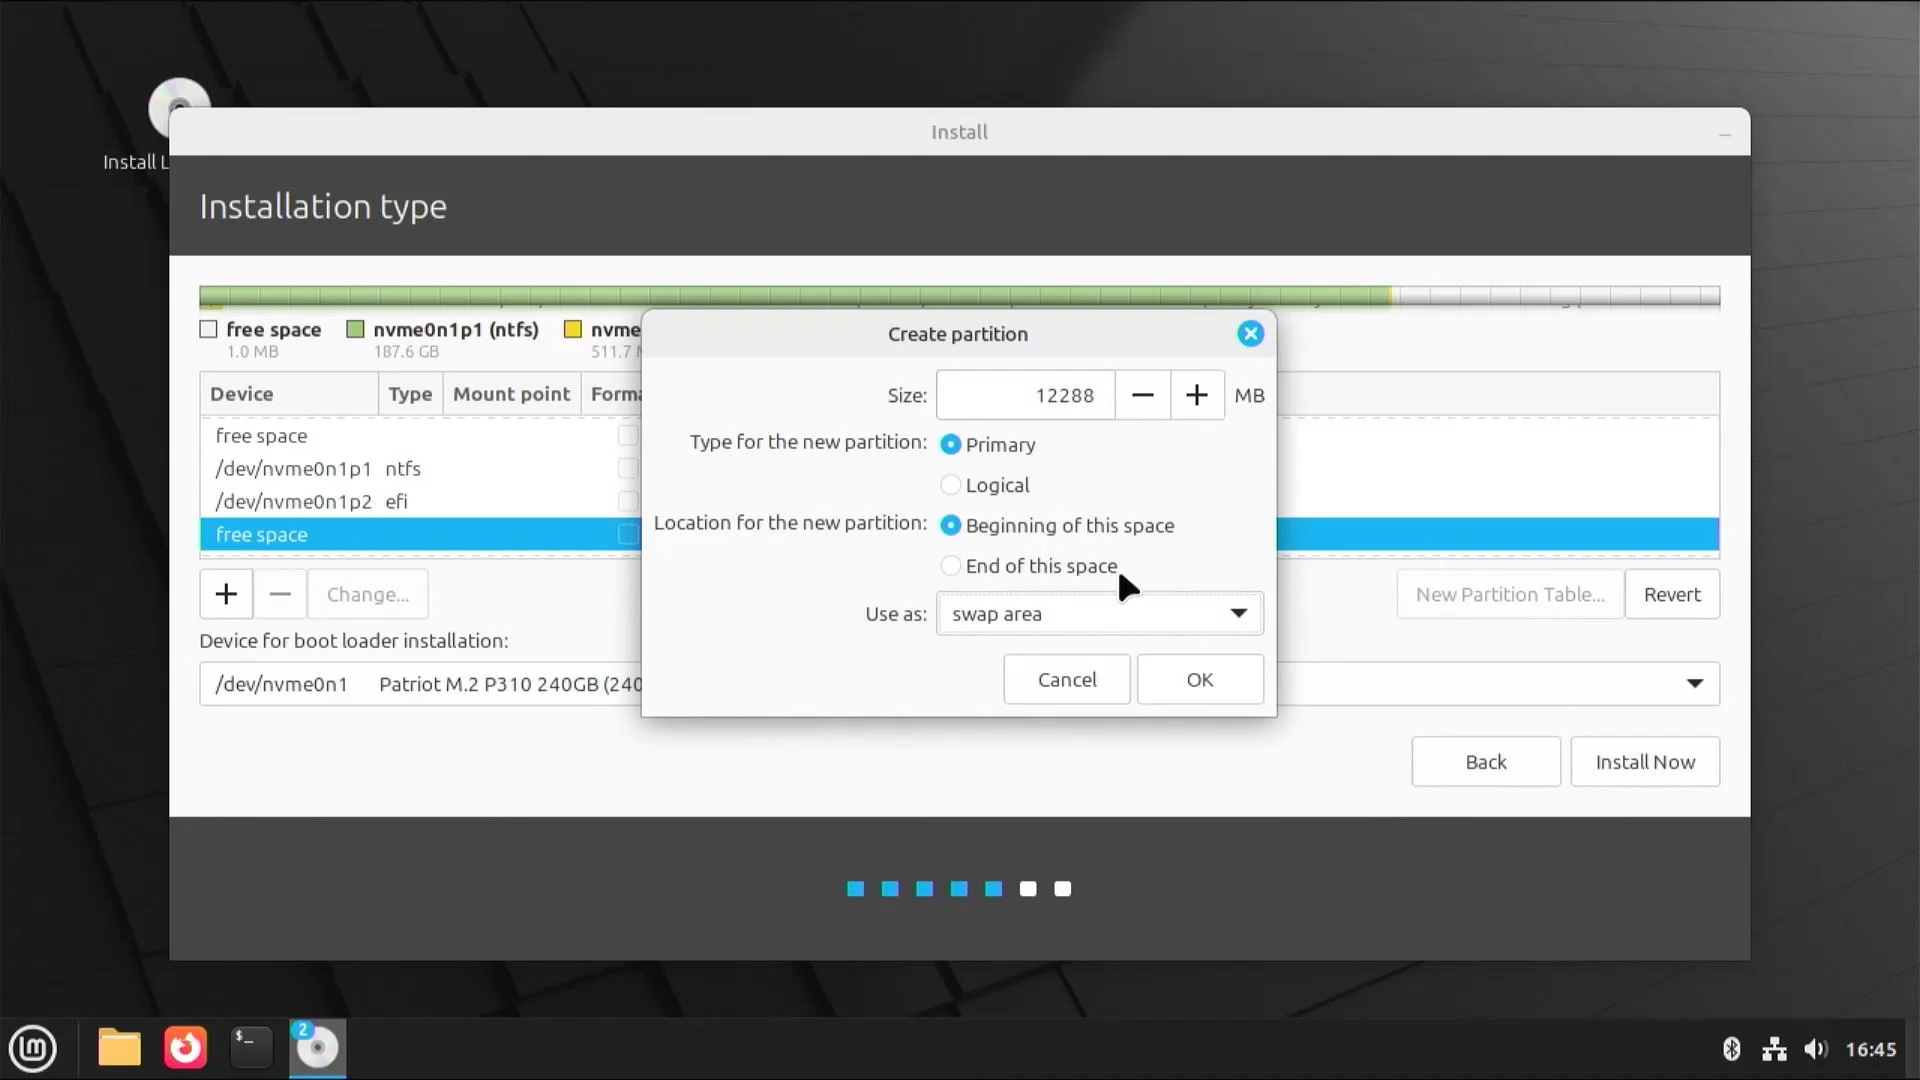 Install L
Install
Installation type
free space
1.0 MB
nvme0n1p1 (ntfs)
187.6 GB
nvme
511.7
Create partition
Device
Type
Mount point
Forma
Size:
12288
MB
free space
Type for the new partition:
Primary
/dev/nvme0n1p1 ntfs
Logical
/dev/nvme0n1p2 efi
Location for the new partition:
Beginning of this space
free space
End of this space
Change...
Use as:
swap area
New Partition Table...
Revert
Device for boot loader installation:
/dev/nvme0n1 Patriot M.2 P310 240GB (240
Cancel
OK
Back
Install Now
$_
2
16:45